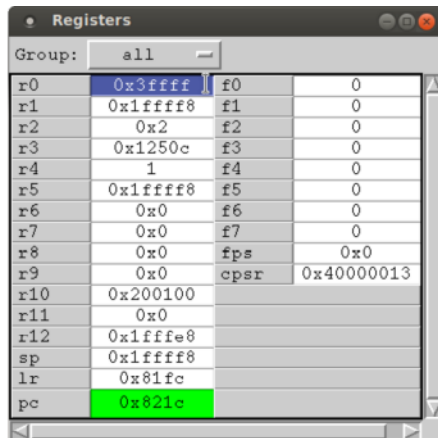 Registers
Group: all
r0 0x3ffff f0 0
r1 0x1ffff8 f1 0
r2 0x2 f2 0
r3 0x1250c f3 0
r4 1 f4 0
r5 0x1ffff8 f5 0
r6 0x0 f6 0
r7 0x0 f7 0
r8 0x0 fps 0x0
r9 0x0 cpsr 0x40000013
r10 0x200100
r11 0x0
r12 0x1fffe8
sp 0x1ffff8
lr 0x81fc
pc 0x821c